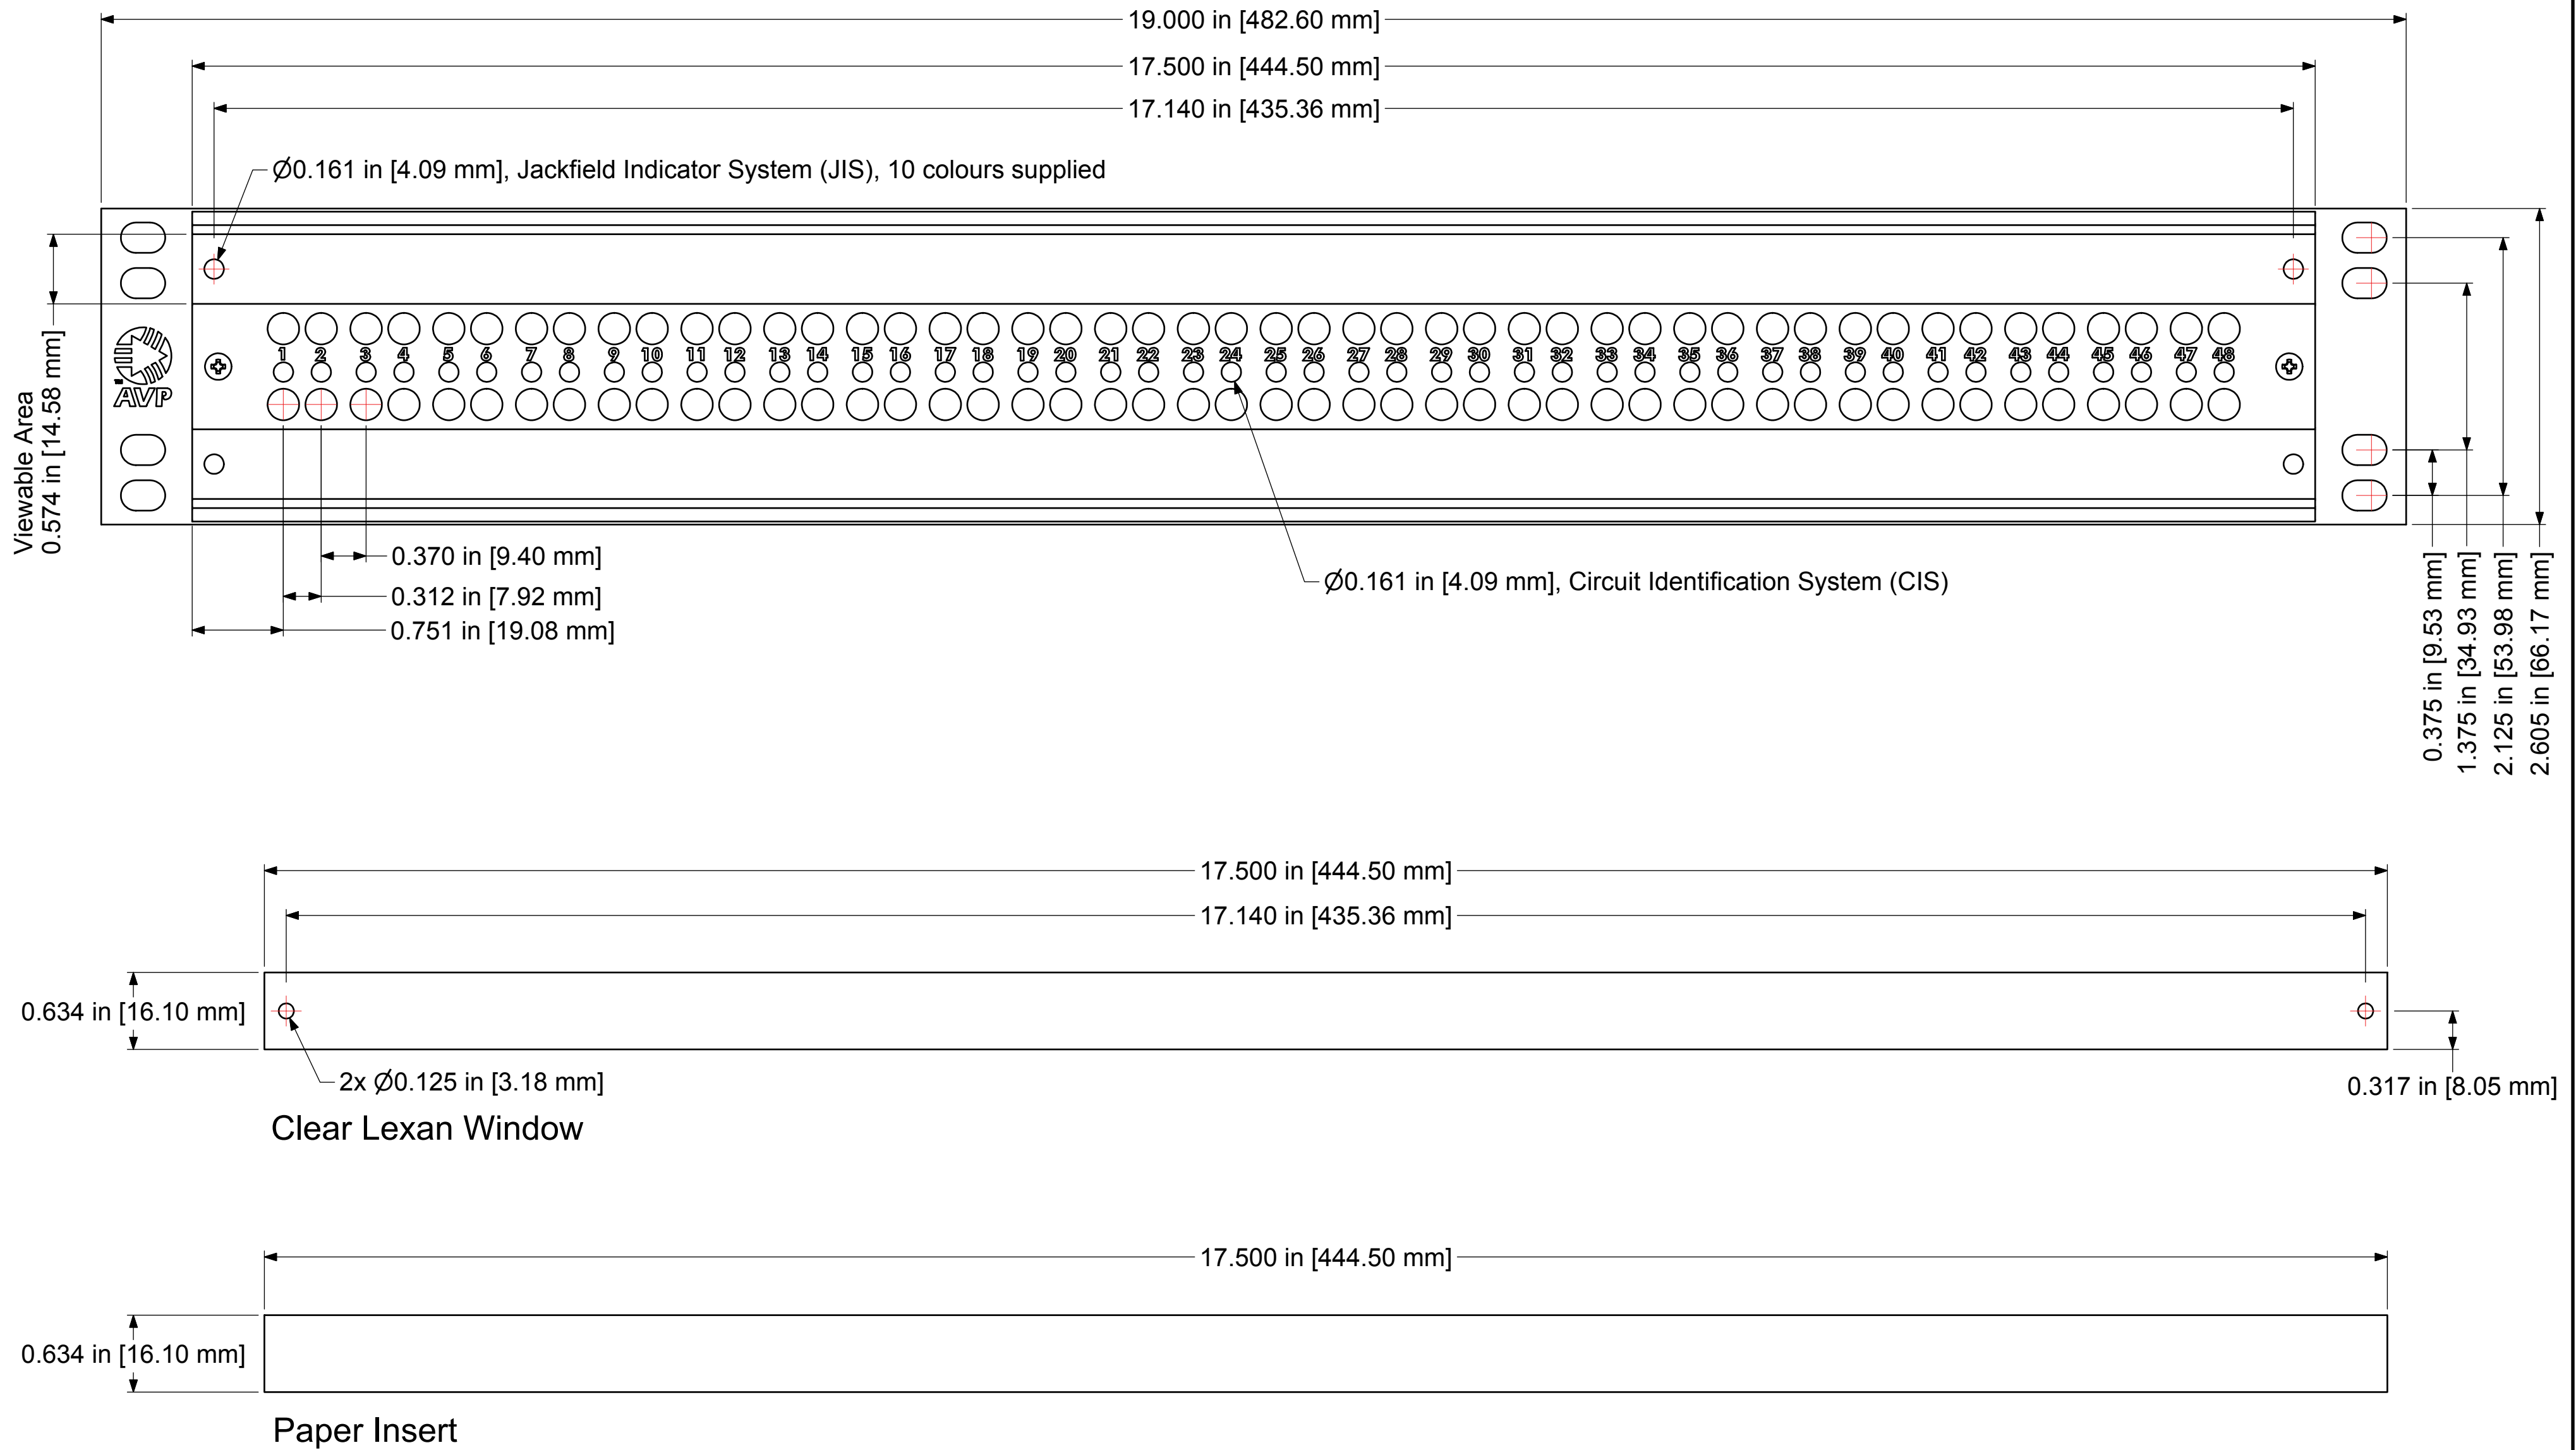 19.000 in [482.60 mm]
17.500 in [444.50 mm]
17.140 in [435.36 mm]
Ø0.161 in [4.09 mm], Jackfield Indicator System (JIS), 10 colours supplied
Viewable Area
0.574 in [14.58 mm]
AVP
1 2 3 4 5 6 7 8 9 10 11 12 13 14 15 16 17 18 19 20 21 22 23 24 25 26 27 28 29 30 31 32 33 34 35 36 37 38 39 40 41 42 43 44 45 46 47 48
0.370 in [9.40 mm]
0.312 in [7.92 mm]
0.751 in [19.08 mm]
Ø0.161 in [4.09 mm], Circuit Identification System (CIS)
0.375 in [9.53 mm]
1.375 in [34.93 mm]
2.125 in [53.98 mm]
2.605 in [66.17 mm]
17.500 in [444.50 mm]
17.140 in [435.36 mm]
0.634 in [16.10 mm]
2x Ø0.125 in [3.18 mm]
0.317 in [8.05 mm]
Clear Lexan Window
17.500 in [444.50 mm]
0.634 in [16.10 mm]
Paper Insert